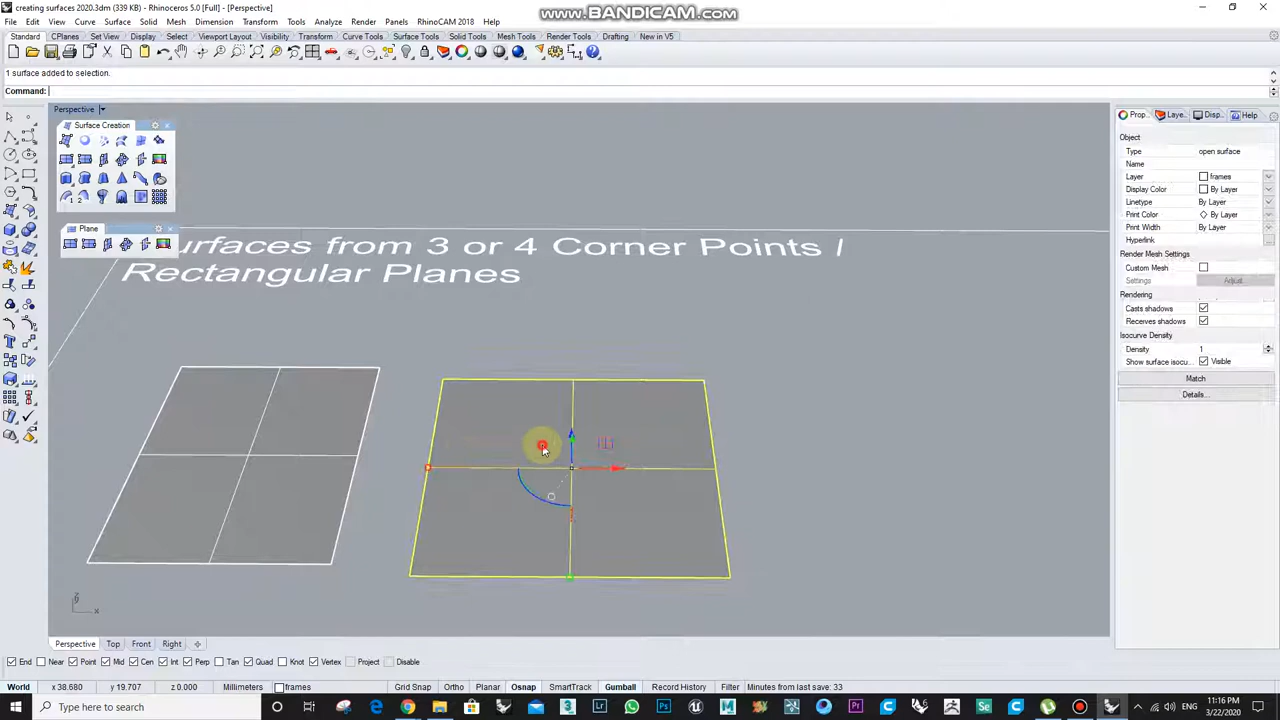 creating surfaces 2020.3dm (339 KB) - Rhinoceros 5.0 [Full] - [Perspective]
www.BANDICAM.com
File Edit View Curve Surface Solid Mesh Dimension Transform Tools Analyze Render Panels RhinoCAM 2018 Help
Standard CPlanes Set View Display Select Viewport Layout Visibility Transform Curve Tools Surface Tools Solid Tools Mesh Tools Render Tools Drafting New in V5
1 surface added to selection.
Command:
Perspective
Surface Creation
Plane
urfaces from 3 or 4 Corner Points /
Rectangular Planes
Prop... Laye... Disp... Help
Object
Type open surface
Name
Layer frames
Display Color By Layer
Linetype By Layer
Print Color By Layer
Print Width By Layer
Hyperlink
Render Mesh Settings
Custom Mesh
Settings Adjust
Rendering
Casts shadows
Receives shadows
Isocurve Density
Density 1
Show surface isocu... Visible
Match
Details...
Perspective Top Front Right
End Near Point Mid Cen Int Perp Tan Quad Knot Vertex Project Disable
World x 38.680 y 19.707 z 0.000 Millimeters frames Grid Snap Ortho Planar Osnap SmartTrack Gumball Record History Filter Minutes from last save: 33
Type here to search
ENG
11:16 PM
3/22/2020